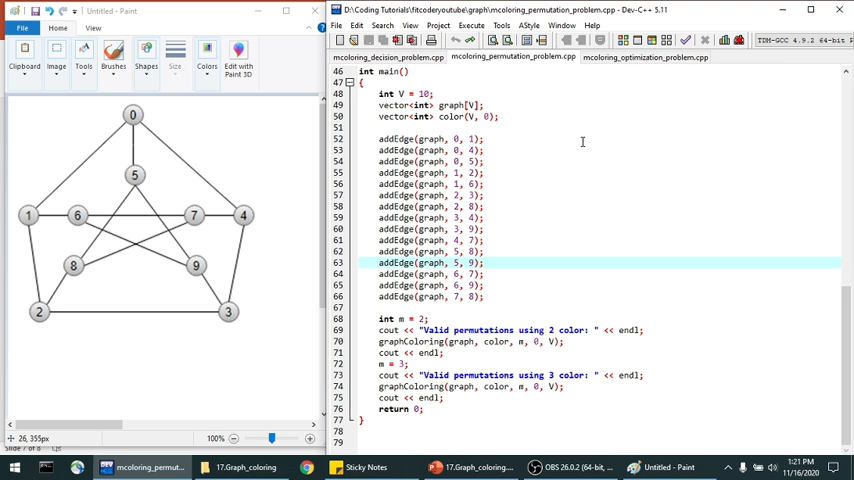 Untitled - Paint
File
Home
View
Clipboard
Image
Tools
Brushes
Shapes
Size
Colors
Edit with
Paint 3D
0
5
1
6
7
4
8
9
2
3
26, 355px
100%
Slide 7 of 8
D:\Coding Tutorials\fitcoderyoutube\graph\mcoloring_permutation_problem.cpp - Dev-C++ 5.11
File Edit Search View Project Execute Tools AStyle Window Help
TDM-GCC 4.9.2 64-bit
mcoloring_decision_problem.cpp mcoloring_permutation_problem.cpp mcoloring_optimization_problem.cpp
46 int main()
47 {
48 int V = 10;
49 vector<int> graph[V];
50 vector<int> color(V, 0);
51
52 addEdge(graph, 0, 1);
53 addEdge(graph, 0, 4);
54 addEdge(graph, 0, 5);
55 addEdge(graph, 1, 2);
56 addEdge(graph, 1, 6);
57 addEdge(graph, 2, 3);
58 addEdge(graph, 2, 8);
59 addEdge(graph, 3, 4);
60 addEdge(graph, 3, 9);
61 addEdge(graph, 4, 7);
62 addEdge(graph, 5, 8);
63 addEdge(graph, 5, 9);
64 addEdge(graph, 6, 7);
65 addEdge(graph, 6, 9);
66 addEdge(graph, 7, 8);
67
68 int m = 2;
69 cout << "Valid permutations using 2 color: " << endl;
70 graphColoring(graph, color, m, 0, V);
71 cout << endl;
72 m = 3;
73 cout << "Valid permutations using 3 color: " << endl;
74 graphColoring(graph, color, m, 0, V);
75 cout << endl;
76 return 0;
77 }
78
79
mcoloring_permut...
17.Graph_coloring
Sticky Notes
17.Graph_coloring....
OBS 26.0.2 (64-bit, ...
Untitled - Paint
1:21 PM
11/16/2020